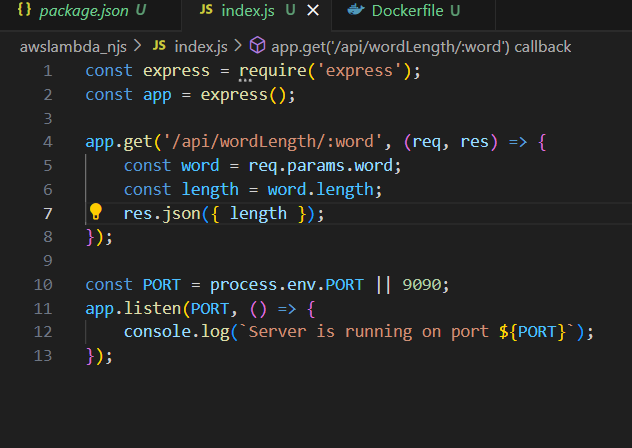 {} package.json U JS index.js U × Dockerfile U
awslambda_njs > JS index.js > app.get('/api/wordLength/:word') callback
1 const express = require('express');
2 const app = express();
3
4 app.get('/api/wordLength/:word', (req, res) => {
5 const word = req.params.word;
6 const length = word.length;
7 res.json({ length });
8 });
9
10 const PORT = process.env.PORT || 9090;
11 app.listen(PORT, () => {
12 console.log(`Server is running on port ${PORT}`);
13 });